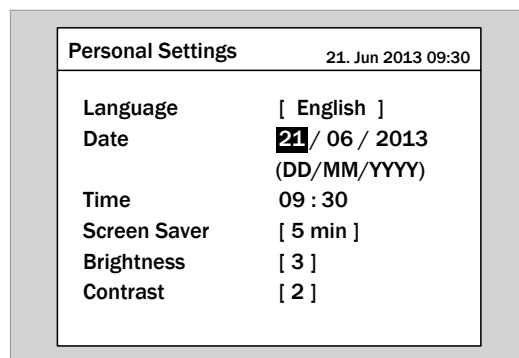 Personal Settings 21. Jun 2013 09:30
Language [ English ]
Date 21 / 06 / 2013
(DD/MM/YYYY)
Time 09 : 30
Screen Saver [ 5 min ]
Brightness [ 3 ]
Contrast [ 2 ]